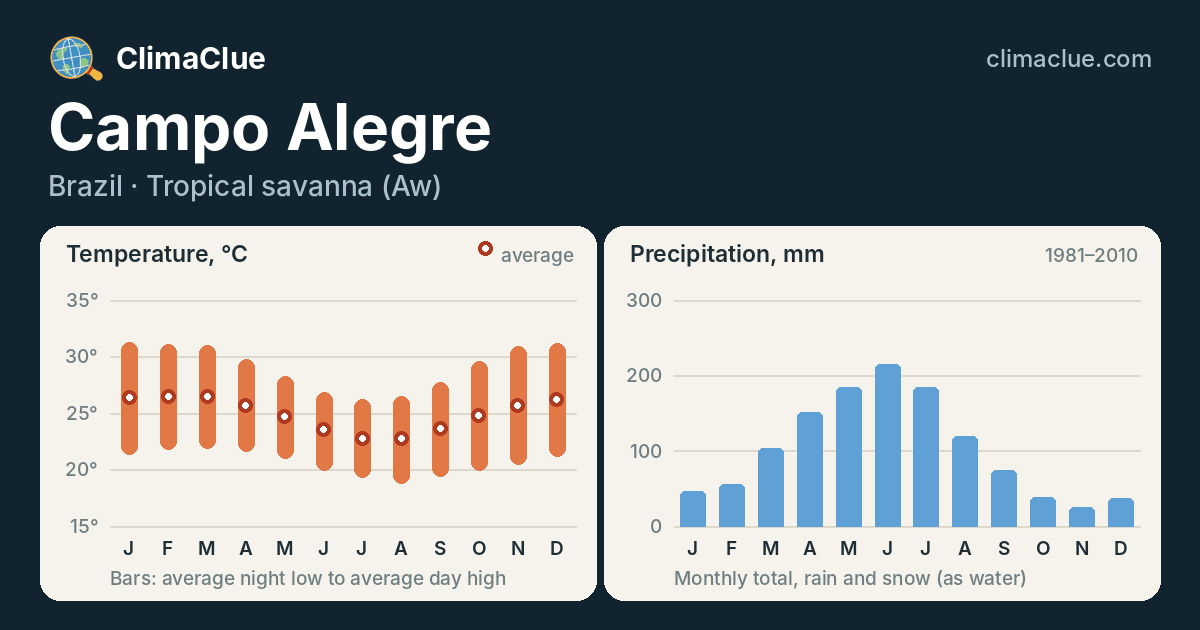 ClimaClue
climaclue.com
Campo Alegre
Brazil · Tropical savanna (Aw)
Temperature, °C
average
35°
30°
25°
20°
15°
J F M A M J J A S O N D
Bars: average night low to average day high
Precipitation, mm
1981–2010
300
200
100
0
J F M A M J J A S O N D
Monthly total, rain and snow (as water)